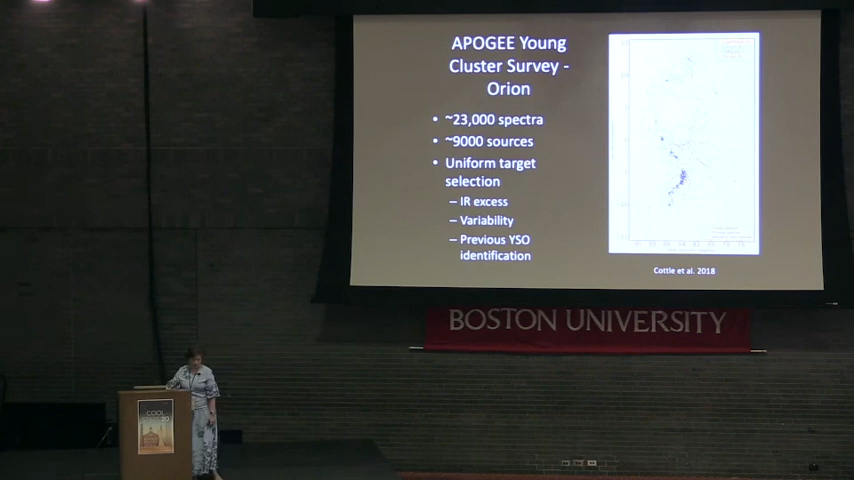 APOGEE Young
Cluster Survey -
Orion
• ~23,000 spectra
• ~9000 sources
• Uniform target
selection
– IR excess
– Variability
– Previous YSO
identification
Cottle et al. 2018
BOSTON UNIVERSITY
COOL